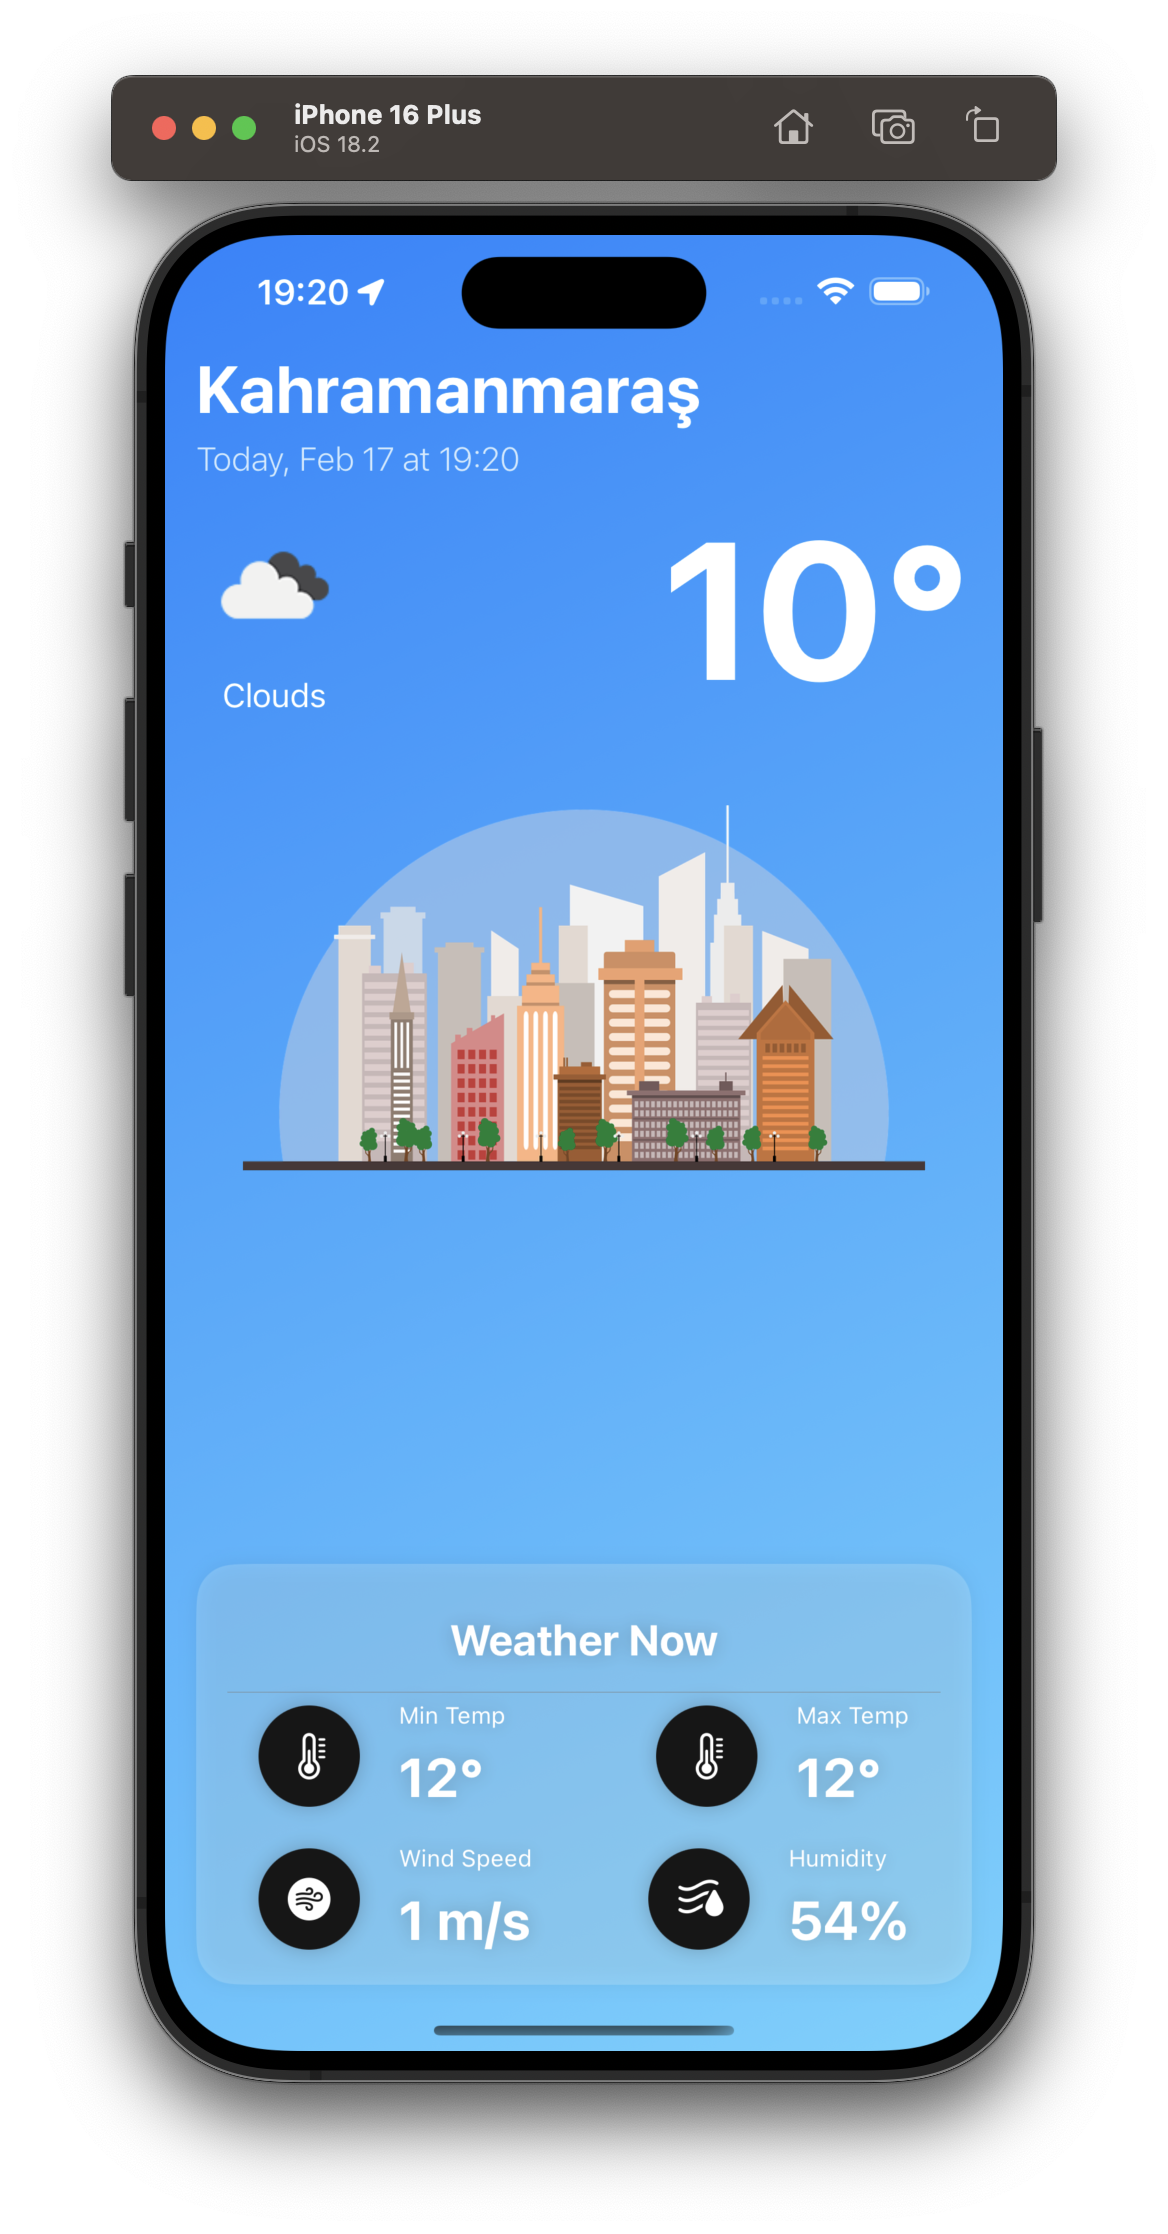 iPhone 16 Plus
iOS 18.2
19:20
Kahramanmaraş
Today, Feb 17 at 19:20
10°
Clouds
Weather Now
Min Temp
12°
Max Temp
12°
Wind Speed
1 m/s
Humidity
54%